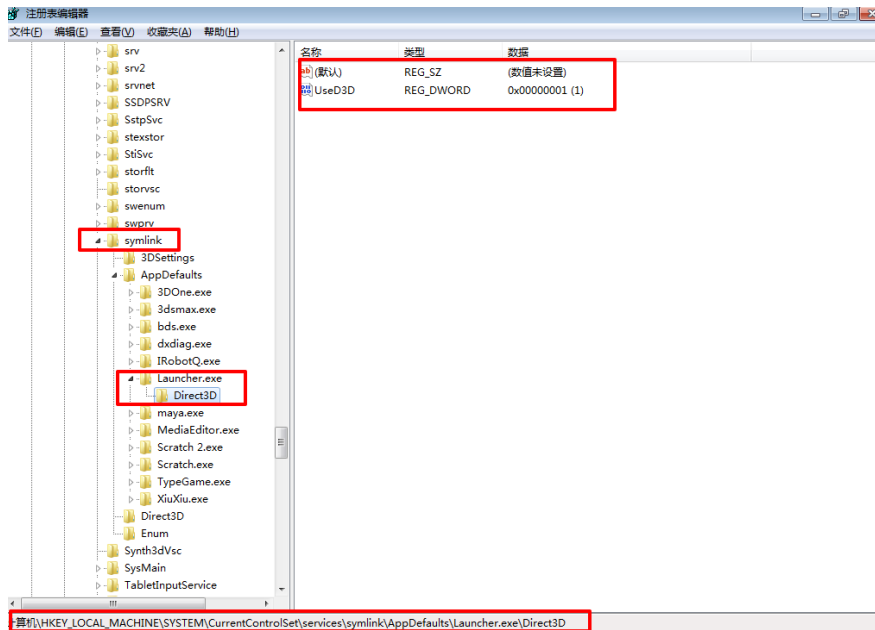 注册表编辑器
文件(F) 编辑(E) 查看(V) 收藏夹(A) 帮助(H)
srv
srv2
srvnet
SSDPSRV
SstpSvc
stexstor
StiSvc
storflt
storvsc
swenum
swprv
symlink
3DSettings
AppDefaults
3DOne.exe
3dsmax.exe
bds.exe
dxdiag.exe
IRobotQ.exe
Launcher.exe
Direct3D
maya.exe
MediaEditor.exe
Scratch 2.exe
Scratch.exe
TypeGame.exe
XiuXiu.exe
Direct3D
Enum
Synth3dVsc
SysMain
TabletInputService
名称 类型 数据
(默认) REG_SZ (数值未设置)
UseD3D REG_DWORD 0x00000001 (1)
算机\HKEY_LOCAL_MACHINE\SYSTEM\CurrentControlSet\services\symlink\AppDefaults\Launcher.exe\Direct3D